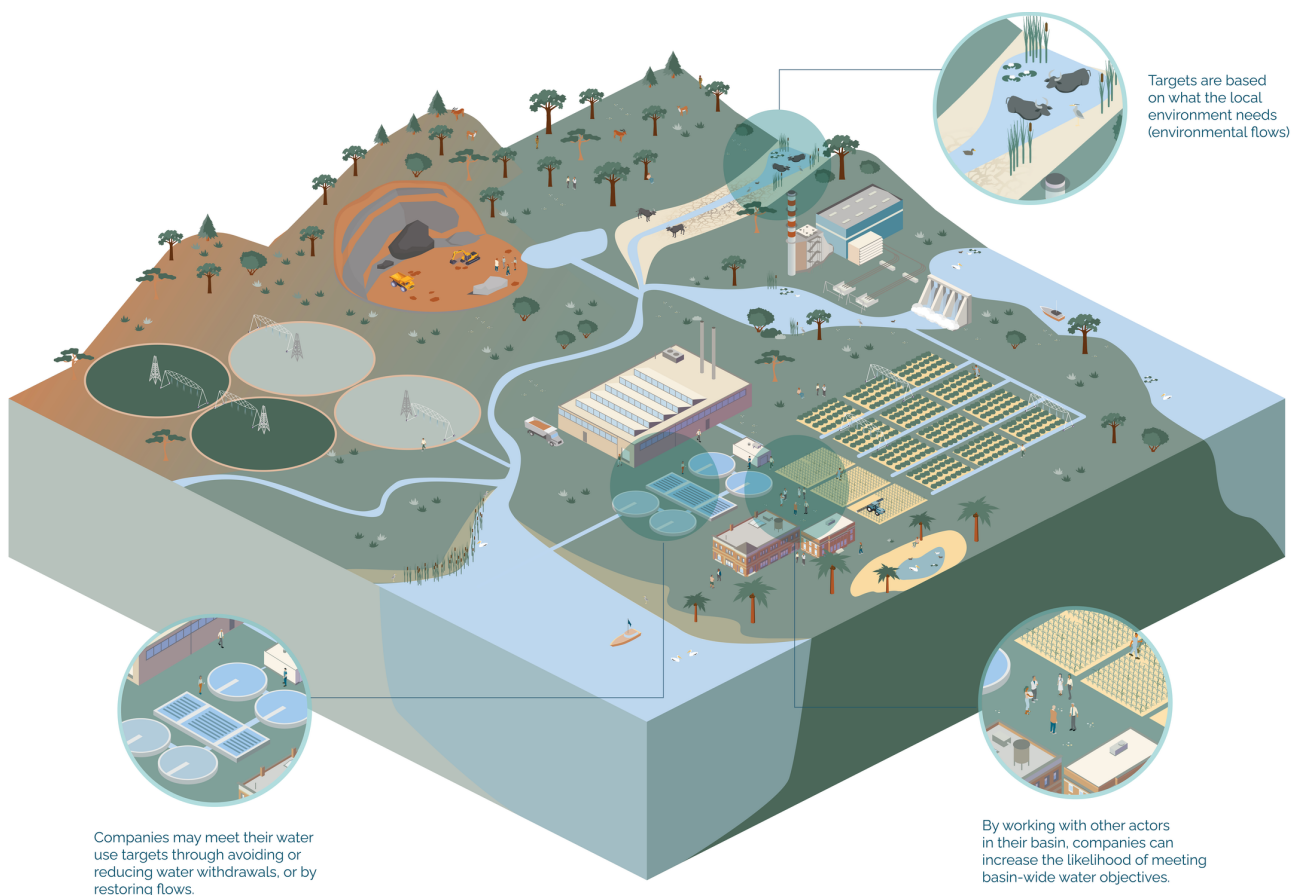 Targets are based
on what the local
environment needs
(environmental flows)
Companies may meet their water
use targets through avoiding or
reducing water withdrawals, or by
restoring flows.
By working with other actors
in their basin, companies can
increase the likelihood of meeting
basin-wide water objectives.